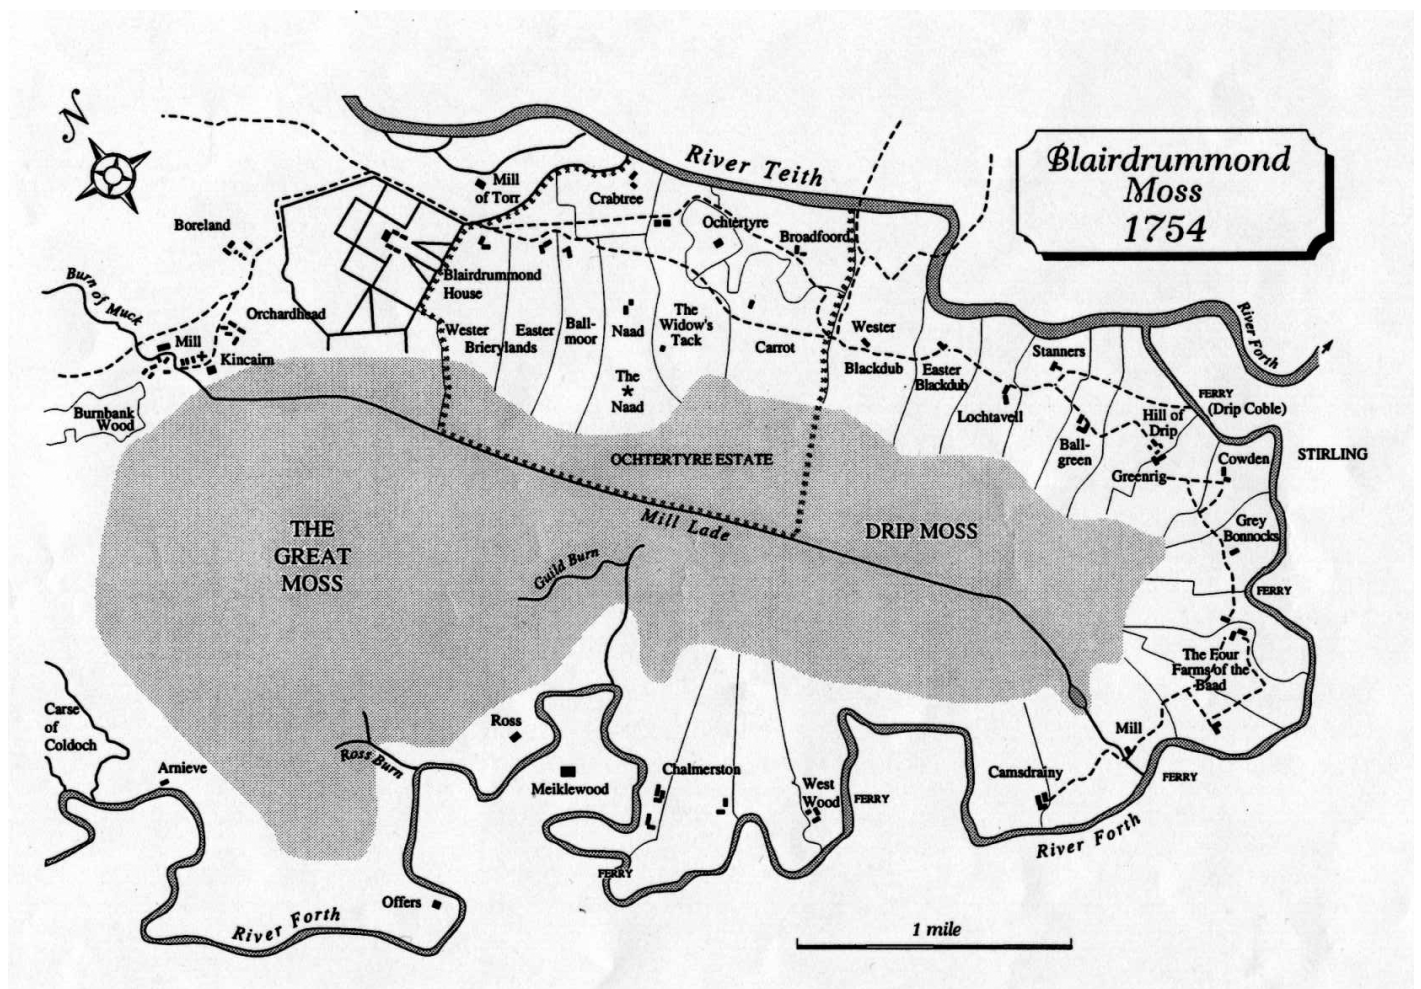 N
Blairdrummond
Moss
1754
River Teith
Mill
of Torr
Crabtree
Boreland
Ochtertyre
Broadfoord
Burn of Muck
Blairdrummond
House
Orchardhead
Wester
Brierylands
Easter
Ball-
moor
Naad
The
Widow's
Tack
Carrot
Wester
Blackdub
Easter
Blackdub
Stanners
River Forth
Mill
Kincairn
The
Naad
Lochtavell
FERRY
(Drip Coble)
Burnbank
Wood
Hill of
Drip
Ball-
green
Greenrig
Cowden
STIRLING
OCHTERTYRE ESTATE
Mill Lade
DRIP MOSS
THE
GREAT
MOSS
Guild Burn
Grey
Bonnocks
FERRY
The Four
Farms of the
Baad
Carse
of
Coldoch
Ross
Ross Burn
Arnieve
Meiklewood
Chalmerston
West
Wood
FERRY
Camsdrainy
Mill
FERRY
River Forth
FERRY
Offers
River Forth
1 mile